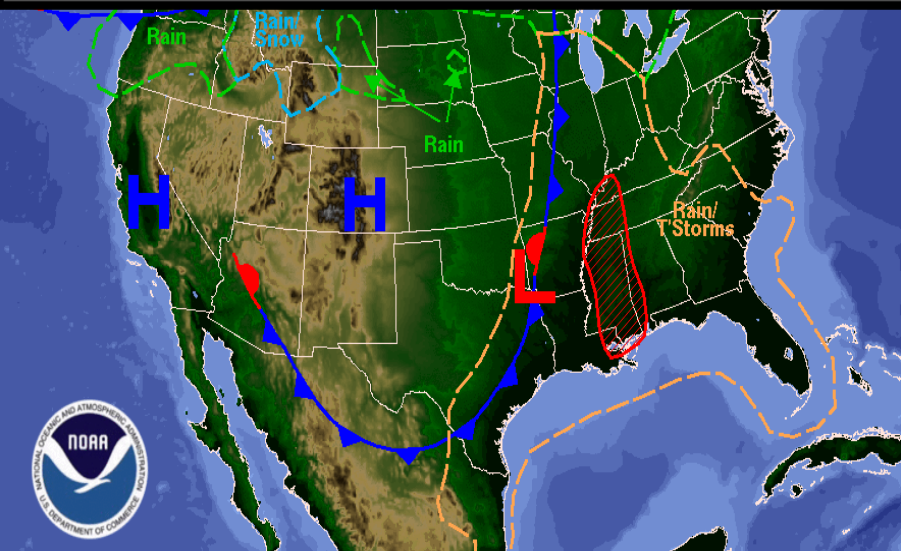 Rain
Rain/
Snow
Rain
H
H
Rain/
T'Storms
L
NOAA
NATIONAL OCEANIC AND ATMOSPHERIC ADMINISTRATION
U.S. DEPARTMENT OF COMMERCE